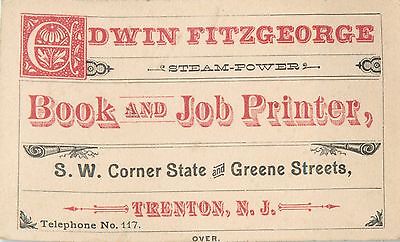 EDWIN FITZGEORGE
STEAM-POWER
BOOK AND JOB PRINTER,
S. W. Corner State and Greene Streets,
TRENTON, N. J.
Telephone No. 117.
OVER.